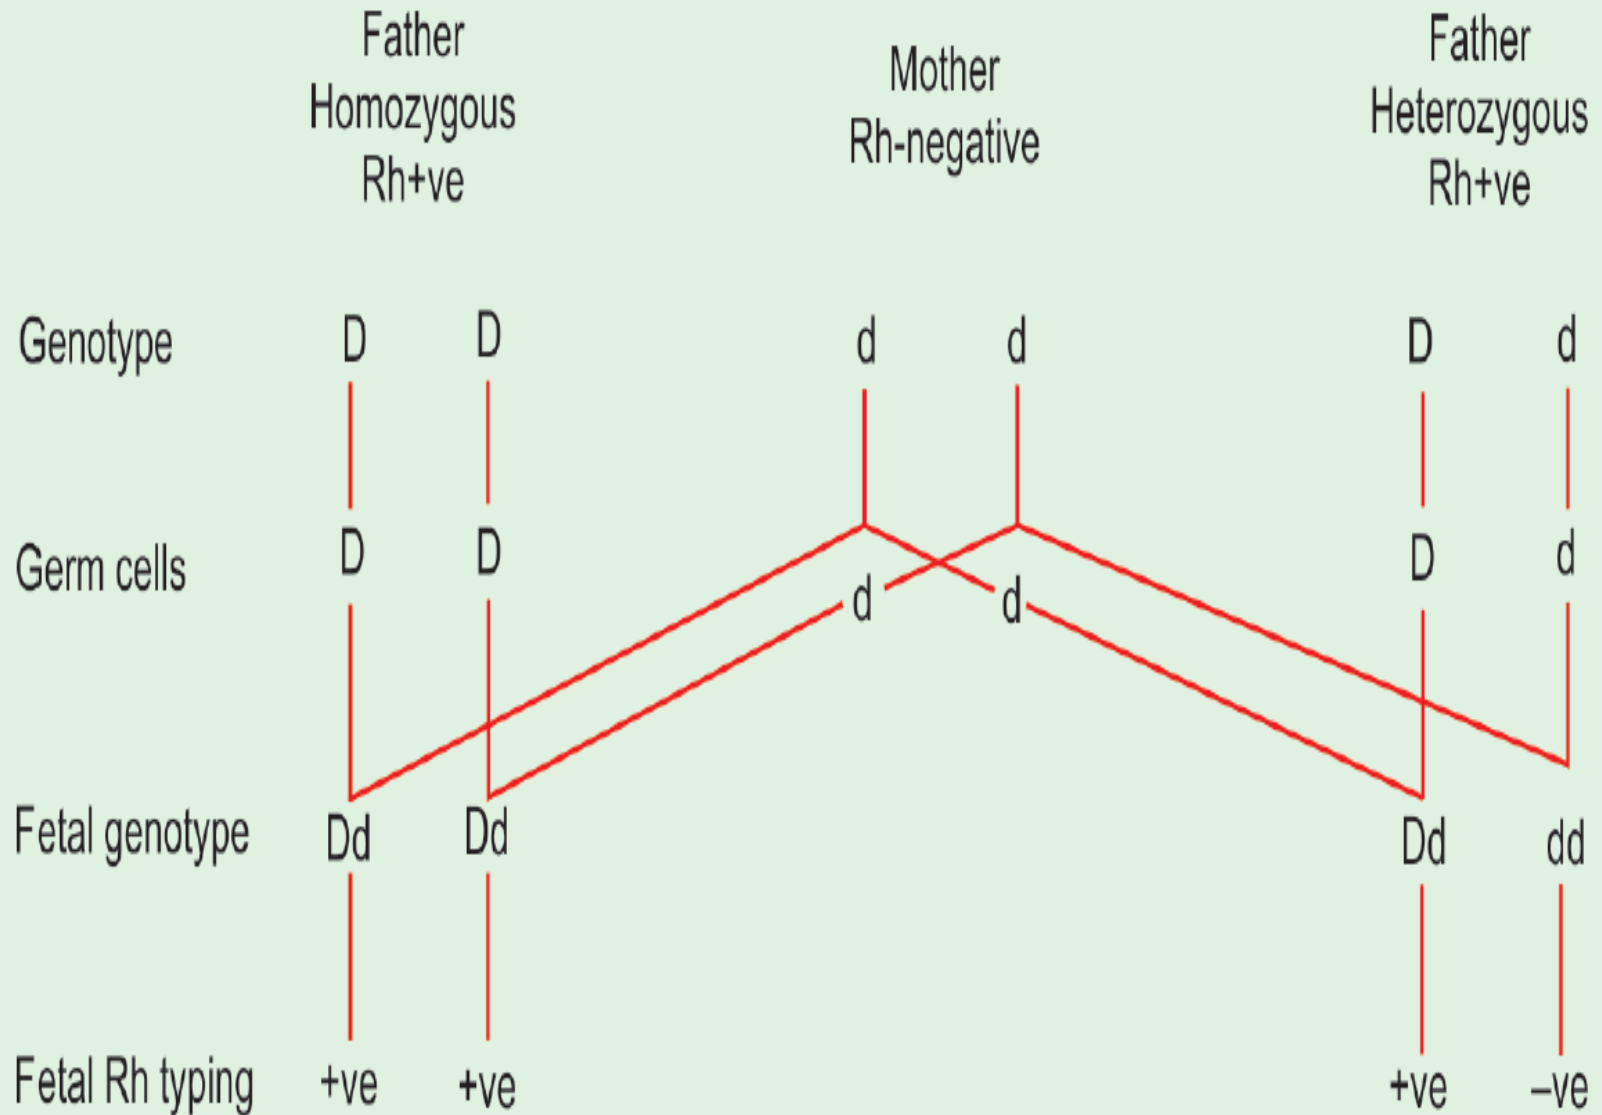 Father
Homozygous
Rh+ve
Mother
Rh-negative
Father
Heterozygous
Rh+ve
Genotype D D d d D d
Germ cells D D d d D d
Fetal genotype Dd Dd Dd dd
Fetal Rh typing +ve +ve +ve –ve